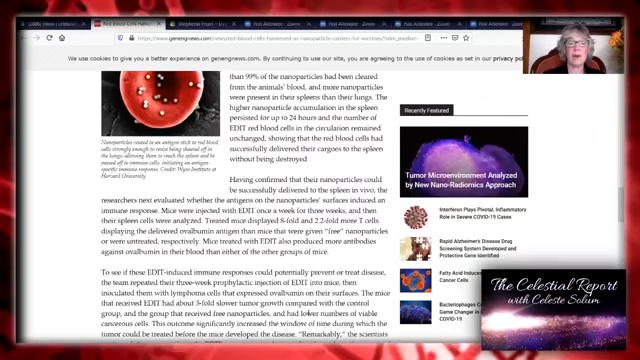 https://www.genengnews.com/news/red-blood-cells-harnessed-as-nanoparticle-carriers-for-vaccines/
We use cookies to give you a better experience on genengnews.com. By continuing to use our site, you are agreeing to the use of cookies as set in our privacy
than 99% of the nanoparticles had been cleared
from the animals' blood, and more nanoparticles
were present in their spleens than their lungs. The
higher nanoparticle accumulation in the spleen
persisted for up to 24 hours and the number of
EDIT red blood cells in the circulation remained
unchanged, showing that the red blood cells had
successfully delivered their cargoes to the spleen
without being destroyed
Nanoparticles coated in an antigen stick to red blood
cells strongly enough to resist being sheared off in
the lungs, allowing them to reach the spleen and be
passed off to immune cells, initiating an antigen-
specific immune response. Credit: Wyss Institute at
Harvard University
Having confirmed that their nanoparticles could
be successfully delivered to the spleen in vivo, the
researchers next evaluated whether the antigens on the nanoparticles' surfaces induced an
immune response. Mice were injected with EDIT once a week for three weeks, and then
their spleen cells were analyzed. Treated mice displayed 8-fold and 2.2-fold more T cells
displaying the delivered ovalbumin antigen than mice that were given "free" nanoparticles
or were untreated, respectively. Mice treated with EDIT also produced more antibodies
against ovalbumin in their blood than either of the other groups of mice.
To see if these EDIT-induced immune responses could potentially prevent or treat disease,
the team repeated their three-week prophylactic injection of EDIT into mice, then
inoculated them with lymphoma cells that expressed ovalbumin on their surfaces. The mice
that received EDIT had about 3-fold slower tumor growth compared with the control
group, and the group that received free nanoparticles, and had lower numbers of viable
cancerous cells. This outcome significantly increased the window of time during which the
tumor could be treated before the mice developed the disease. "Remarkably," the scientists
Recently Featured
Tumor Microenvironment Analyzed
by New Nano-Radiomics Approach
Interferon Plays Pivotal, Inflammatory
Role in Severe COVID-19 Cases
Rapid Alzheimer's Disease Drug
Screening System Developed and
Protective Gene Identified
Fatty Acid Induces
Cancer Cells
Bacteriophages Co
Game Changer in
COVID-19
The Celestial Report
with Celeste Solum